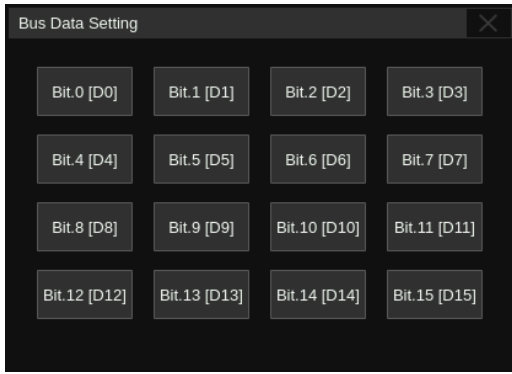 Bus Data Setting
Bit.0 [D0] Bit.1 [D1] Bit.2 [D2] Bit.3 [D3]
Bit.4 [D4] Bit.5 [D5] Bit.6 [D6] Bit.7 [D7]
Bit.8 [D8] Bit.9 [D9] Bit.10 [D10] Bit.11 [D11]
Bit.12 [D12] Bit.13 [D13] Bit.14 [D14] Bit.15 [D15]